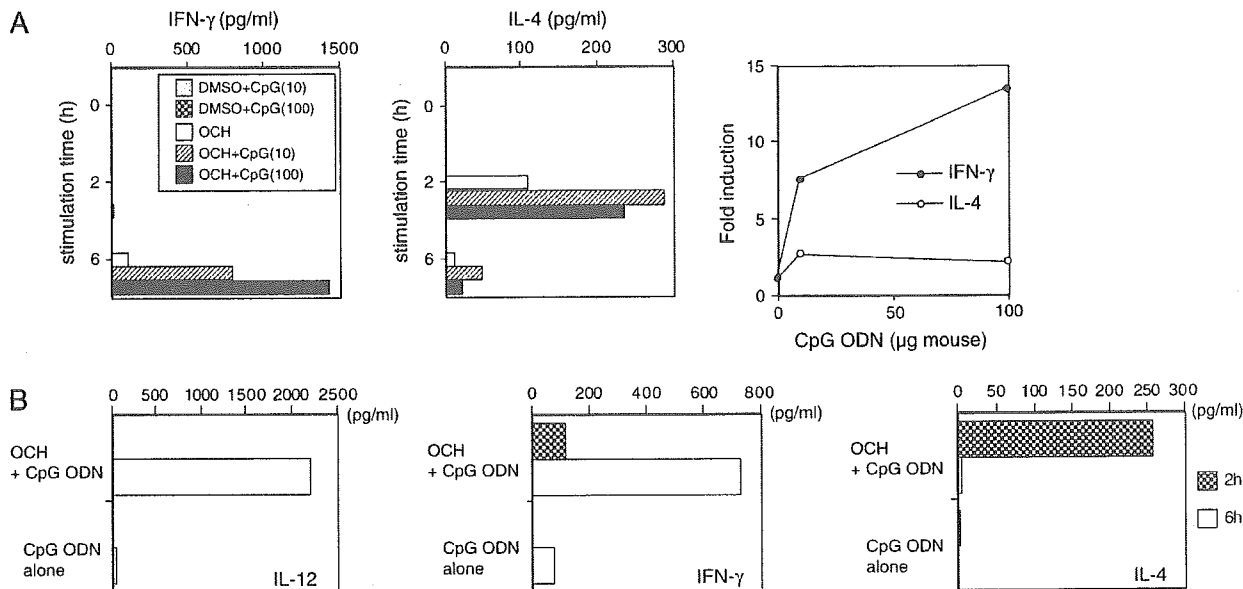 A
IFN-γ (pg/ml)
0 500 1000 1500
stimulation time (h)
0
2
6
DMSO+CpG(10)
DMSO+CpG(100)
OCH
OCH+CpG(10)
OCH+CpG(100)
IL-4 (pg/ml)
0 100 200 300
stimulation time (h)
0
2
6
15
10
5
0
Fold induction
IFN-γ
IL-4
0 50 100
CpG ODN (μg mouse)
B
0 500 1000 1500 2000 2500
(pg/ml)
OCH
+ CpG ODN
CpG ODN
alone
IL-12
0 200 400 600 800
(pg/ml)
OCH
+ CpG ODN
CpG ODN
alone
IFN-γ
0 50 100 150 200 250 300
(pg/ml)
OCH
+ CpG ODN
CpG ODN
alone
IL-4
2h
6h